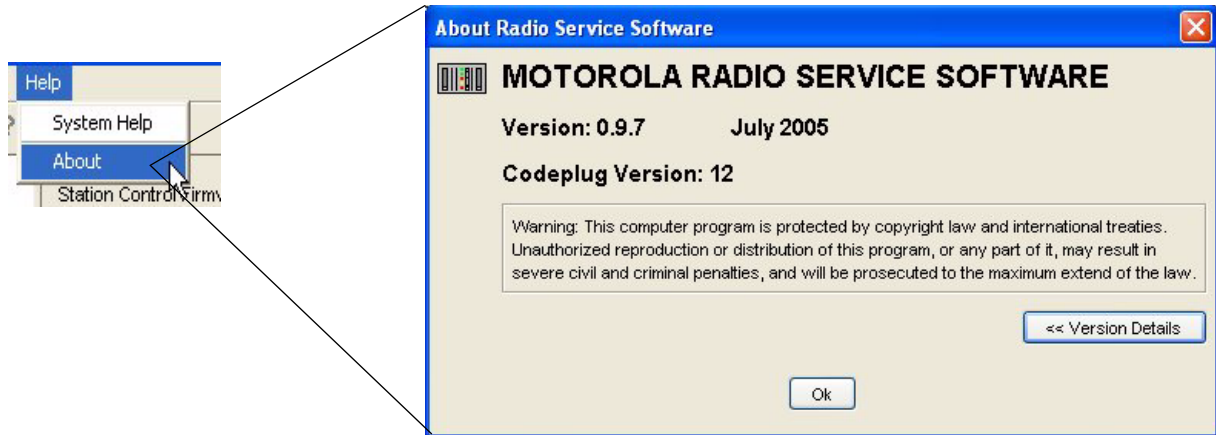 Help
System Help
About
Station Control Firmv
About Radio Service Software
MOTOROLA RADIO SERVICE SOFTWARE
Version: 0.9.7 July 2005
Codeplug Version: 12
Warning: This computer program is protected by copyright law and international treaties.
Unauthorized reproduction or distribution of this program, or any part of it, may result in
severe civil and criminal penalties, and will be prosecuted to the maximum extend of the law.
<< Version Details
Ok